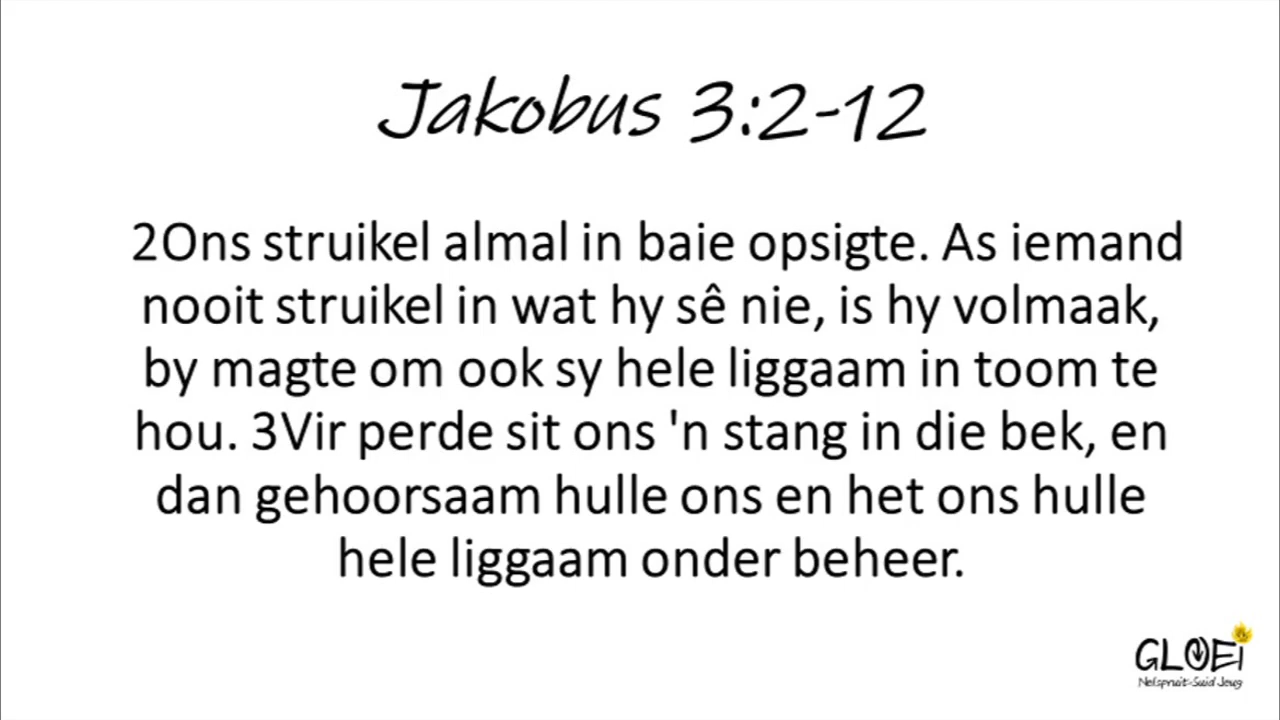 Jakobus 3:2-12
2Ons struikel almal in baie opsigte. As iemand
nooit struikel in wat hy sê nie, is hy volmaak,
by magte om ook sy hele liggaam in toom te
hou. 3Vir perde sit ons 'n stang in die bek, en
dan gehoorsaam hulle ons en het ons hulle
hele liggaam onder beheer.
GLOEi
Nelspruit-Suid Jeug